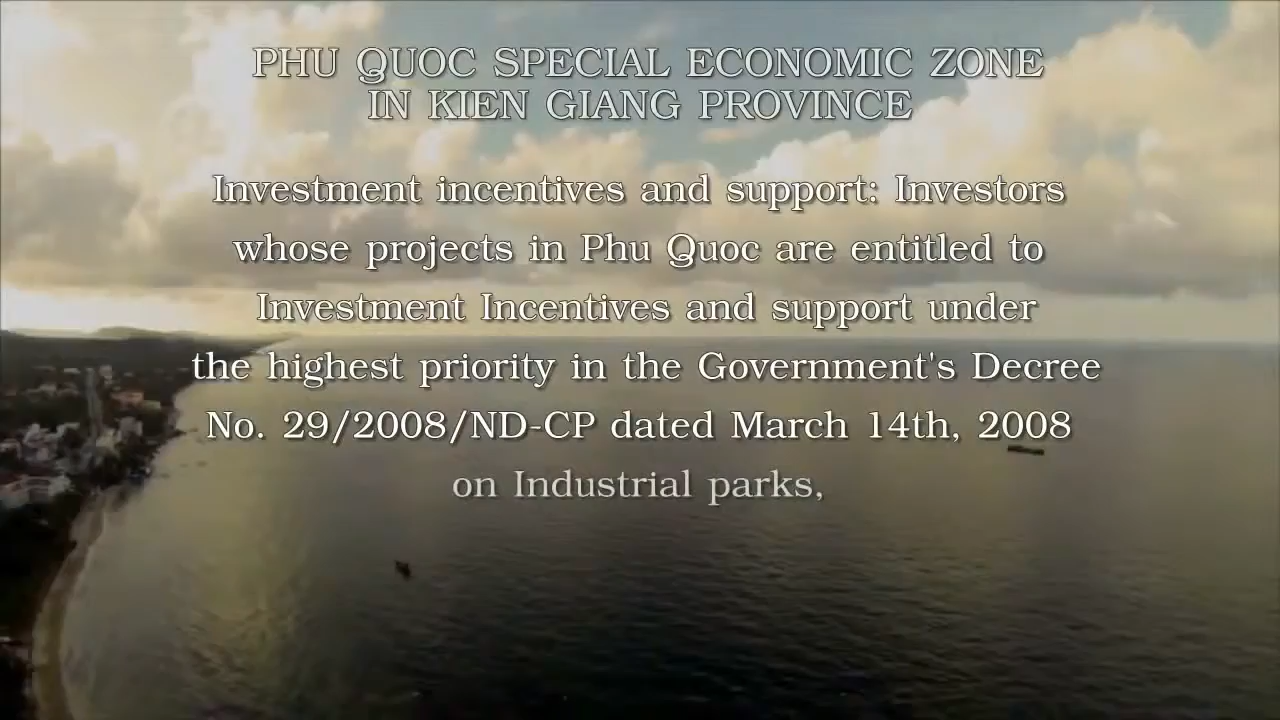 PHU QUOC SPECIAL ECONOMIC ZONE
IN KIEN GIANG PROVINCE
Investment incentives and support: Investors
whose projects in Phu Quoc are entitled to
Investment Incentives and support under
the highest priority in the Government's Decree
No. 29/2008/ND-CP dated March 14th, 2008
on Industrial parks,